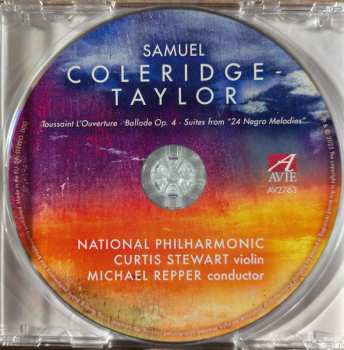 SAMUEL
COLERIDGE-
TAYLOR
Toussaint L'Ouverture - Ballade Op. 4 - Suites from "24 Negro Melodies"
AVIE
AV2763
NATIONAL PHILHARMONIC
CURTIS STEWART violin
MICHAEL REPPER conductor